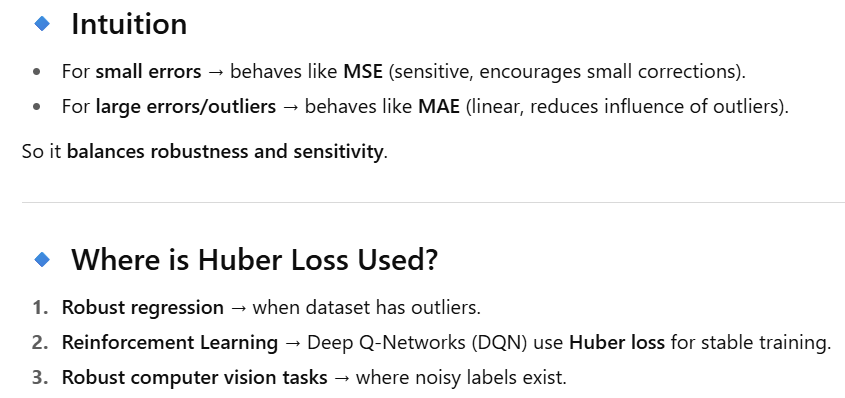 Intuition
• For small errors → behaves like MSE (sensitive, encourages small corrections).
• For large errors/outliers → behaves like MAE (linear, reduces influence of outliers).
So it balances robustness and sensitivity.
Where is Huber Loss Used?
1. Robust regression → when dataset has outliers.
2. Reinforcement Learning → Deep Q-Networks (DQN) use Huber loss for stable training.
3. Robust computer vision tasks → where noisy labels exist.